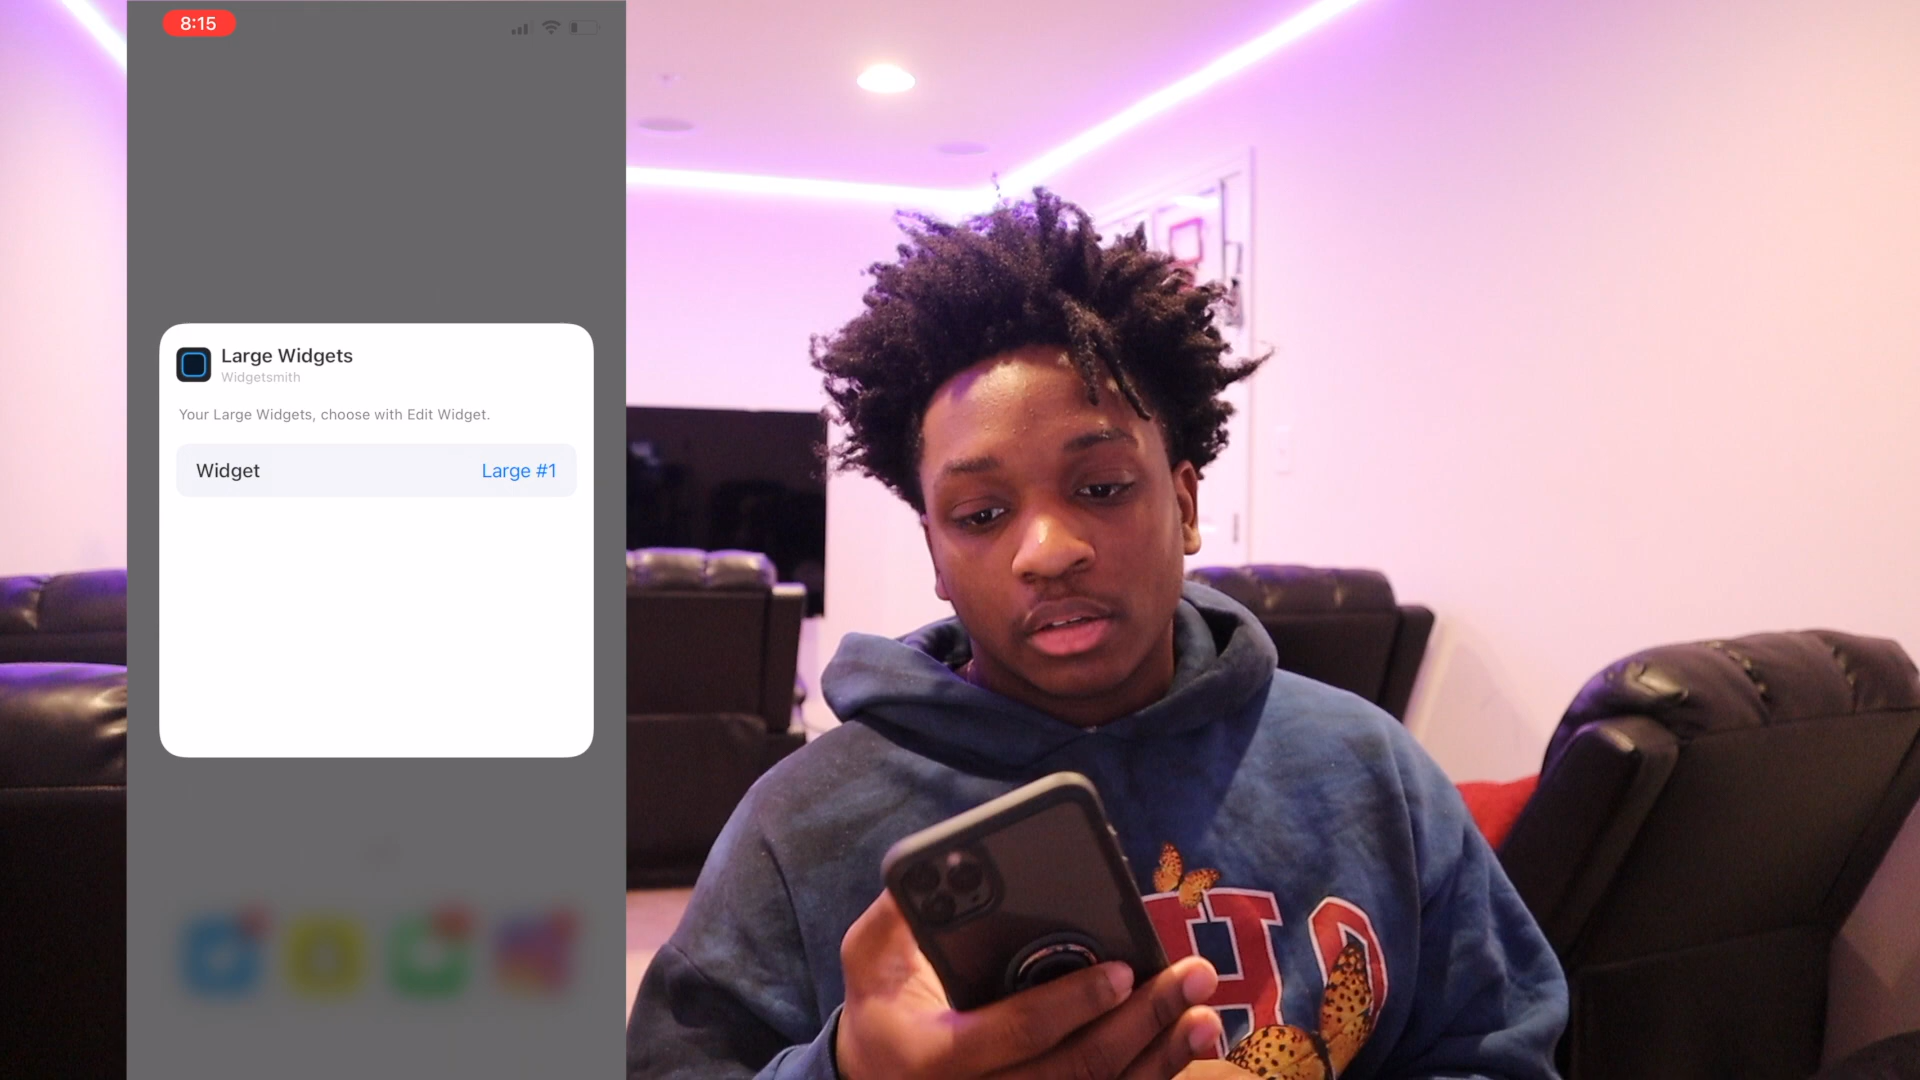 8:15
Large Widgets
Widgetsmith
Your Large Widgets, choose with Edit Widget.
Widget Large #1
H